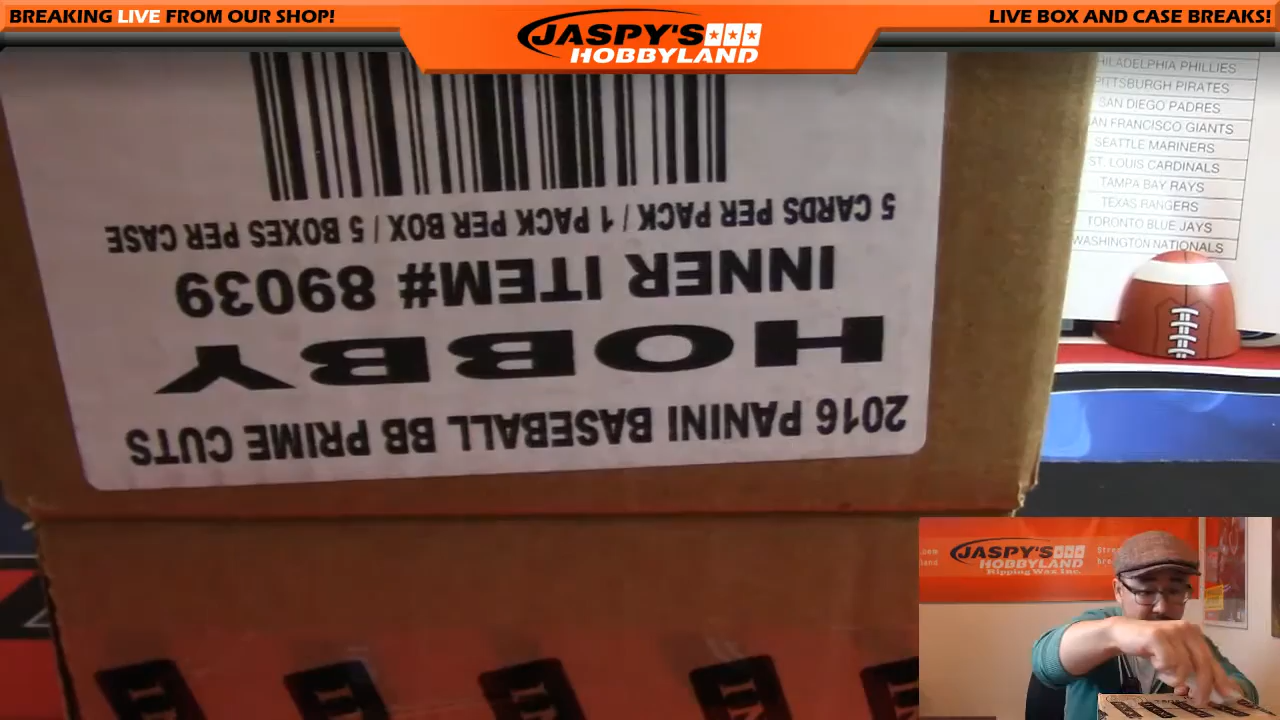 BREAKING LIVE FROM OUR SHOP!
JASPY'S
HOBBYLAND
LIVE BOX AND CASE BREAKS!
PHILADELPHIA PHILLIES
PITTSBURGH PIRATES
SAN DIEGO PADRES
SAN FRANCISCO GIANTS
SEATTLE MARINERS
ST. LOUIS CARDINALS
TAMPA BAY RAYS
TEXAS RANGERS
TORONTO BLUE JAYS
WASHINGTON NATIONALS
2016 PANINI BASEBALL BB PRIME CUTS
HOBBY
INNER ITEM# 89039
5 CARDS PER PACK / 1 PACK PER BOX / 5 BOXES PER CASE
JASPY'S
HOBBYLAND
Ripping Wax Inc.